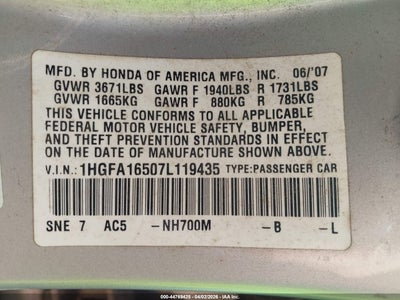 MFD. BY HONDA OF AMERICA MFG., INC. 06/'07
GVWR 3671LBS GAWR F 1940LBS R 1731LBS
GVWR 1665KG GAWR F 880KG R 785KG
THIS VEHICLE CONFORMS TO ALL APPLICABLE
FEDERAL MOTOR VEHICLE SAFETY, BUMPER,
AND THEFT PREVENTION STANDARDS IN EFFECT
ON THE DATE OF MANUFACTURE SHOWN ABOVE.
V.I.N.: 1HGFA16507L119435 TYPE:PASSENGER CAR
SNE 7 AC5 -NH700M -B -L
000-44768425 - 04/02/2026 - IAA Inc.